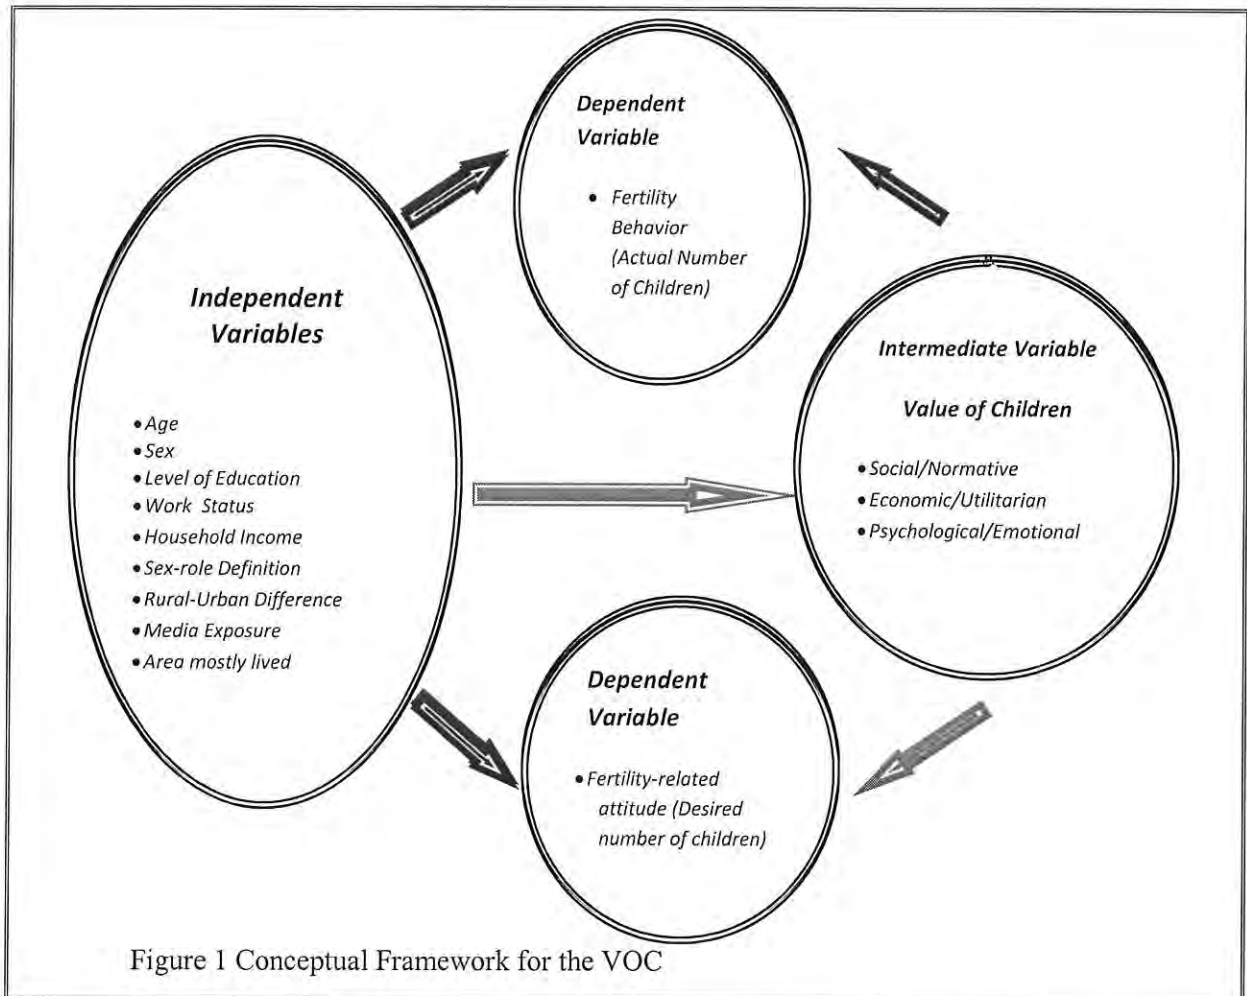 Dependent
Variable
• Fertility
Behavior
(Actual Number
of Children)
Independent
Variables
• Age
• Sex
• Level of Education
• Work Status
• Household Income
• Sex-role Definition
• Rural-Urban Difference
• Media Exposure
• Area mostly lived
Intermediate Variable
Value of Children
• Social/Normative
• Economic/Utilitarian
• Psychological/Emotional
Dependent
Variable
• Fertility-related
attitude (Desired
number of children)
Figure 1 Conceptual Framework for the VOC